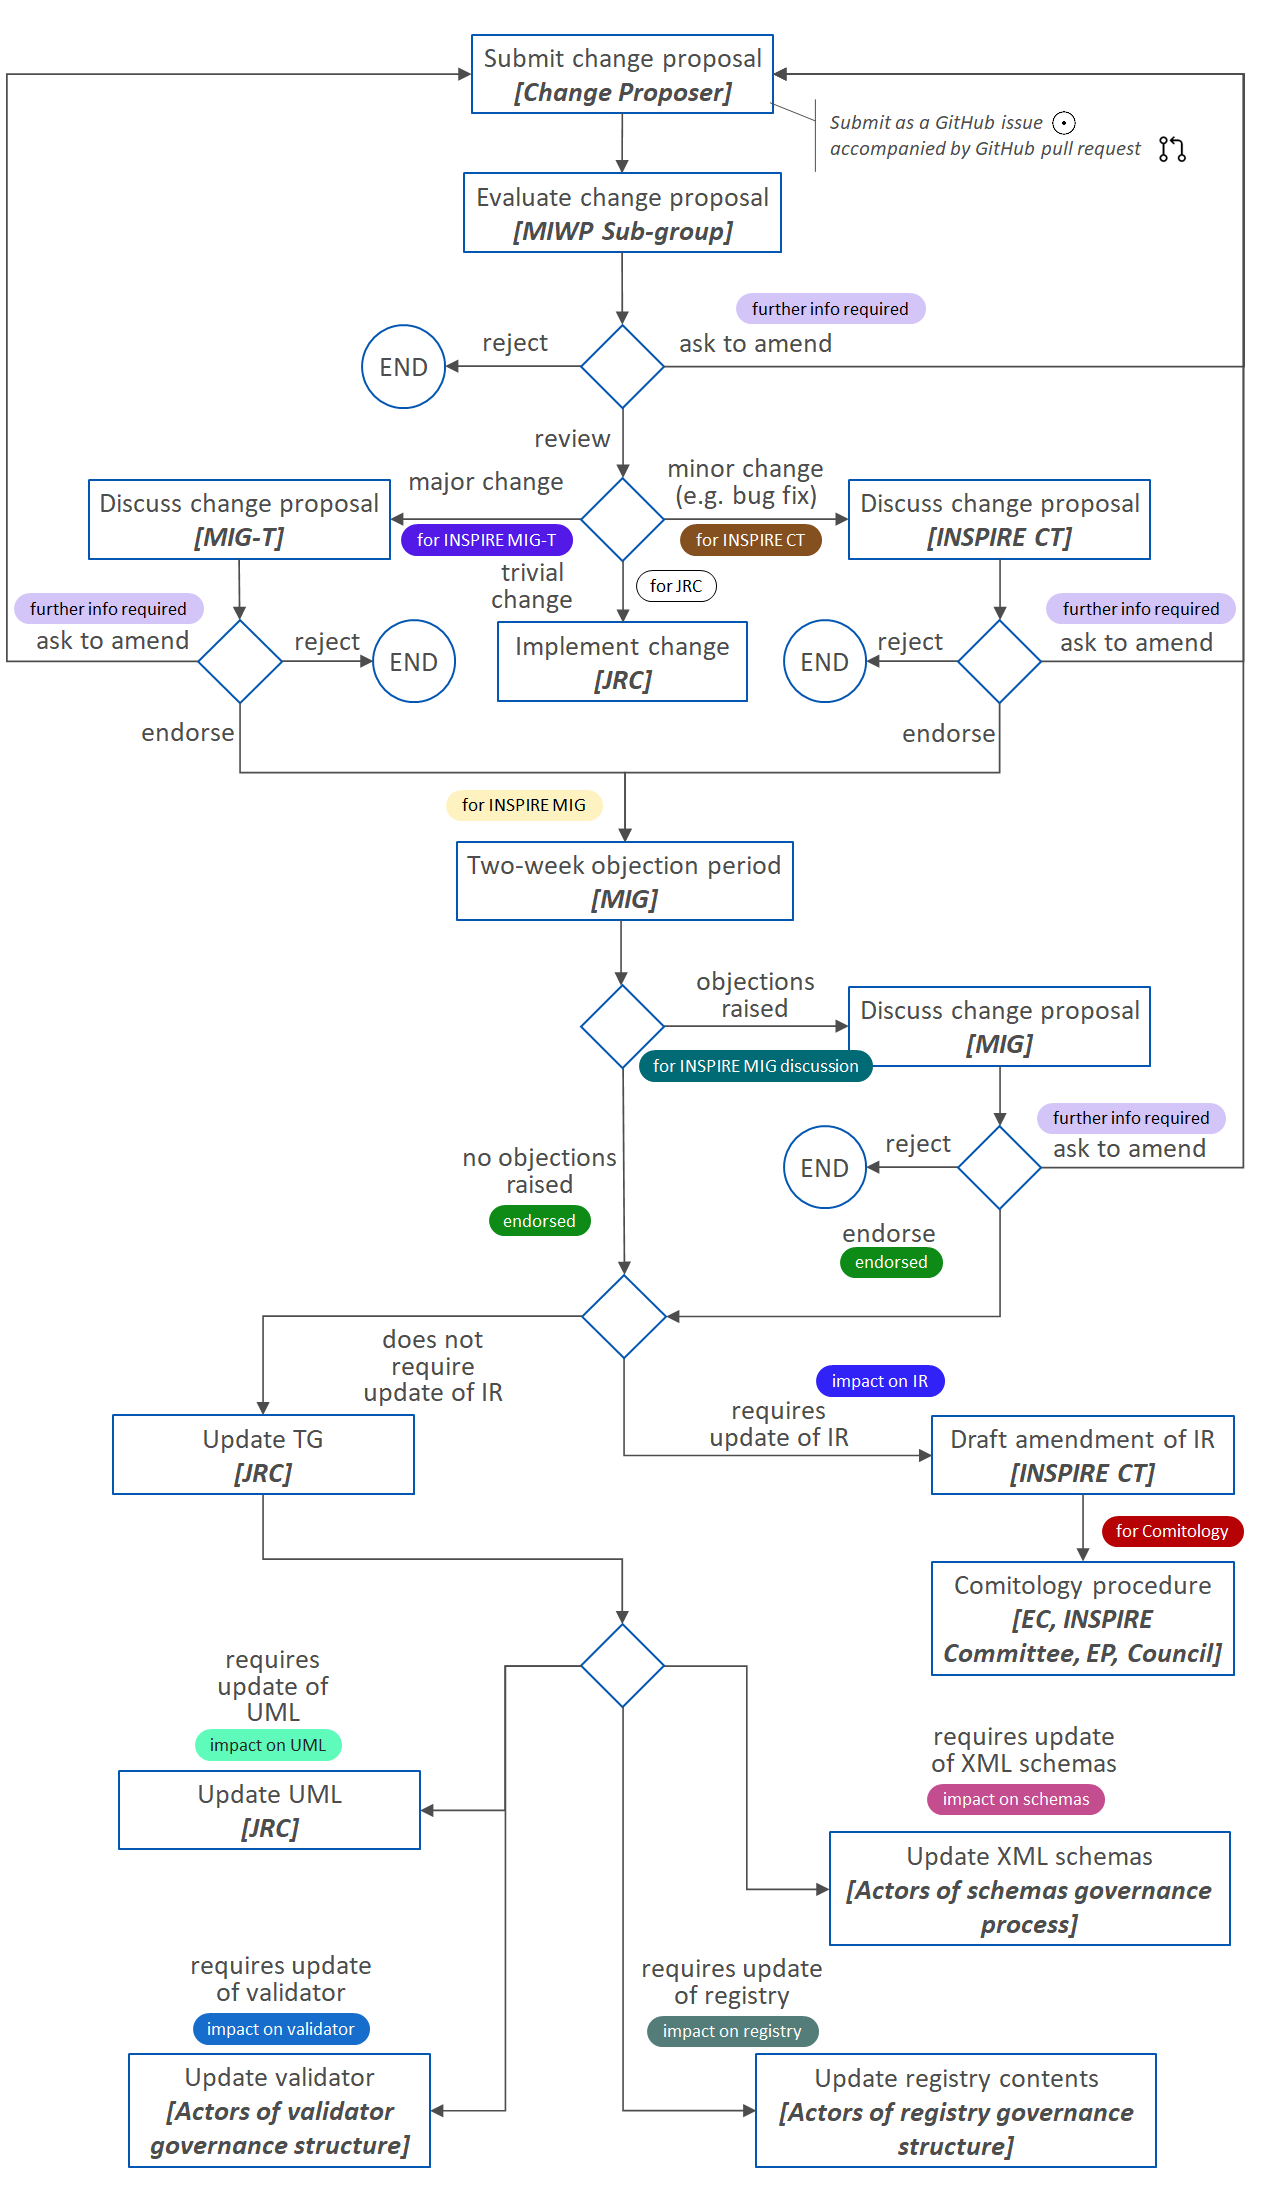 Submit change proposal
[Change Proposer]
Submit as a GitHub issue
accompanied by GitHub pull request
Evaluate change proposal
[MIWP Sub-group]
further info required
ask to amend
reject
END
review
major change
for INSPIRE MIG-T
minor change
(e.g. bug fix)
for INSPIRE CT
Discuss change proposal
[MIG-T]
Discuss change proposal
[INSPIRE CT]
trivial
change
for JRC
Implement change
[JRC]
further info required
ask to amend
reject
END
END
reject
further info required
ask to amend
endorse
endorse
for INSPIRE MIG
Two-week objection period
[MIG]
objections
raised
for INSPIRE MIG discussion
Discuss change proposal
[MIG]
further info required
ask to amend
reject
END
no objections
raised
endorsed
endorse
endorsed
does not
require
update of IR
impact on IR
requires
update of IR
Update TG
[JRC]
Draft amendment of IR
[INSPIRE CT]
for Comitology
Comitology procedure
[EC, INSPIRE
Committee, EP, Council]
requires
update of
UML
impact on UML
Update UML
[JRC]
requires update
of XML schemas
impact on schemas
Update XML schemas
[Actors of schemas governance
process]
requires update
of validator
impact on validator
Update validator
[Actors of validator
governance structure]
requires update
of registry
impact on registry
Update registry contents
[Actors of registry governance
structure]